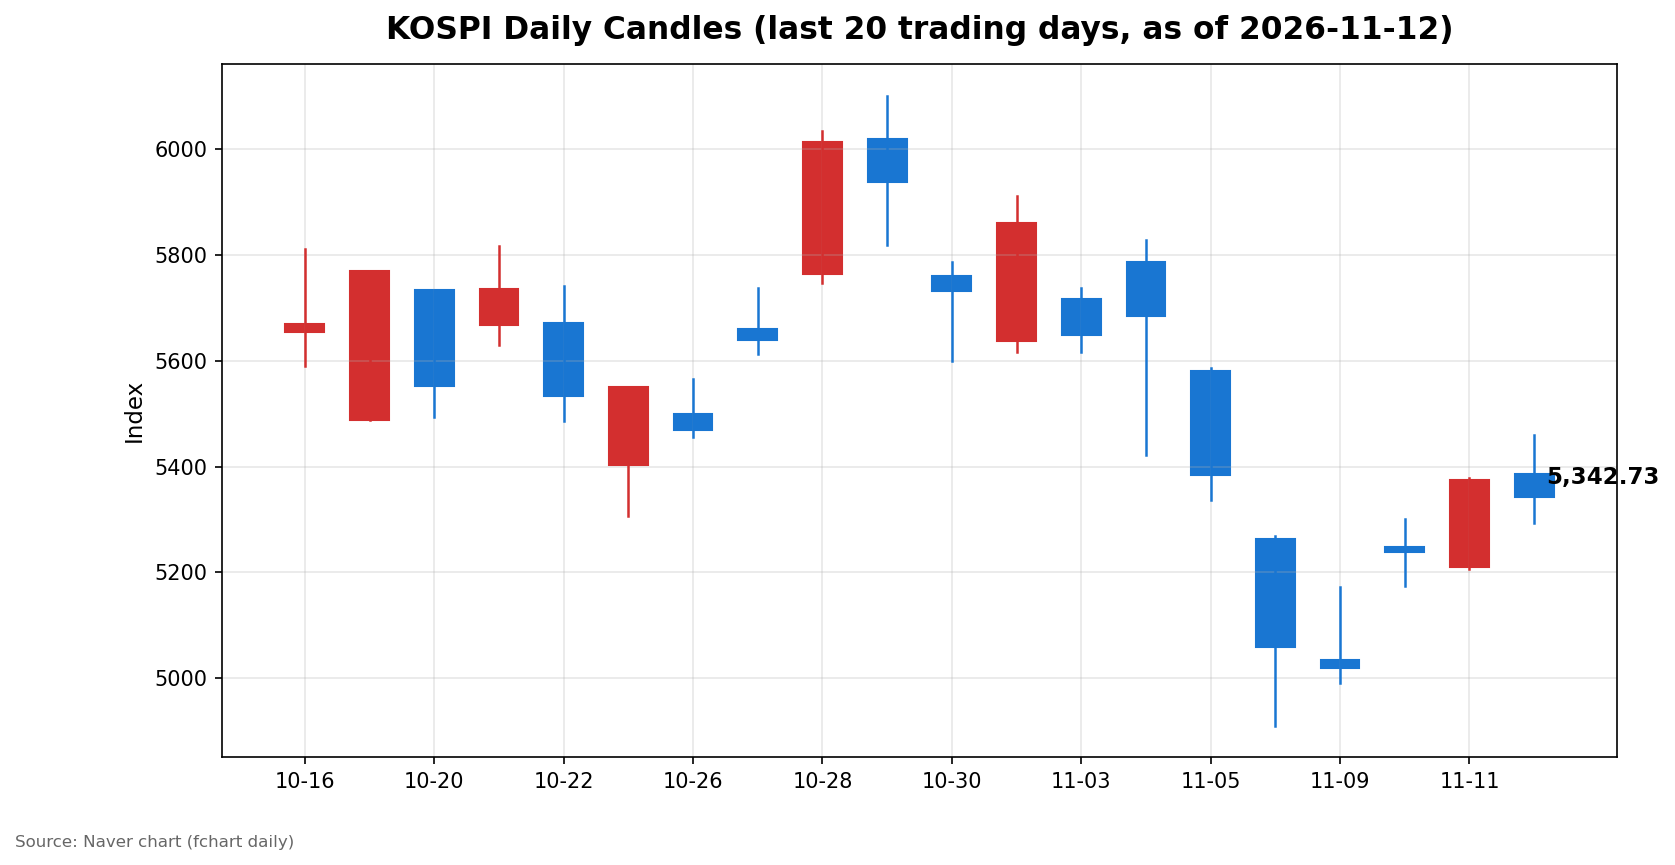 KOSPI Daily Candles (last 20 trading days, as of 2026-11-12)
Index
6000
5800
5600
5400
5200
5000
5,342.73
10-16 10-20 10-22 10-26 10-28 10-30 11-03 11-05 11-09 11-11
Source: Naver chart (fchart daily)